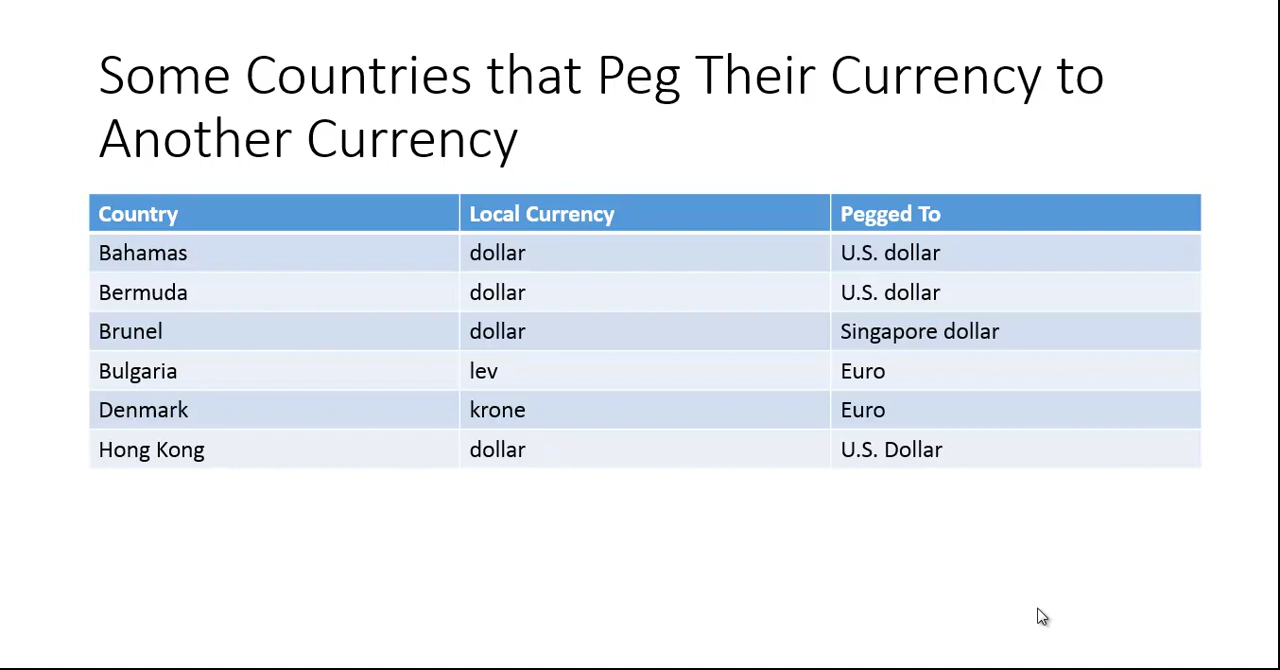 Some Countries that Peg Their Currency to
Another Currency
Country Local Currency Pegged To
Bahamas dollar U.S. dollar
Bermuda dollar U.S. dollar
Brunel dollar Singapore dollar
Bulgaria lev Euro
Denmark krone Euro
Hong Kong dollar U.S. Dollar